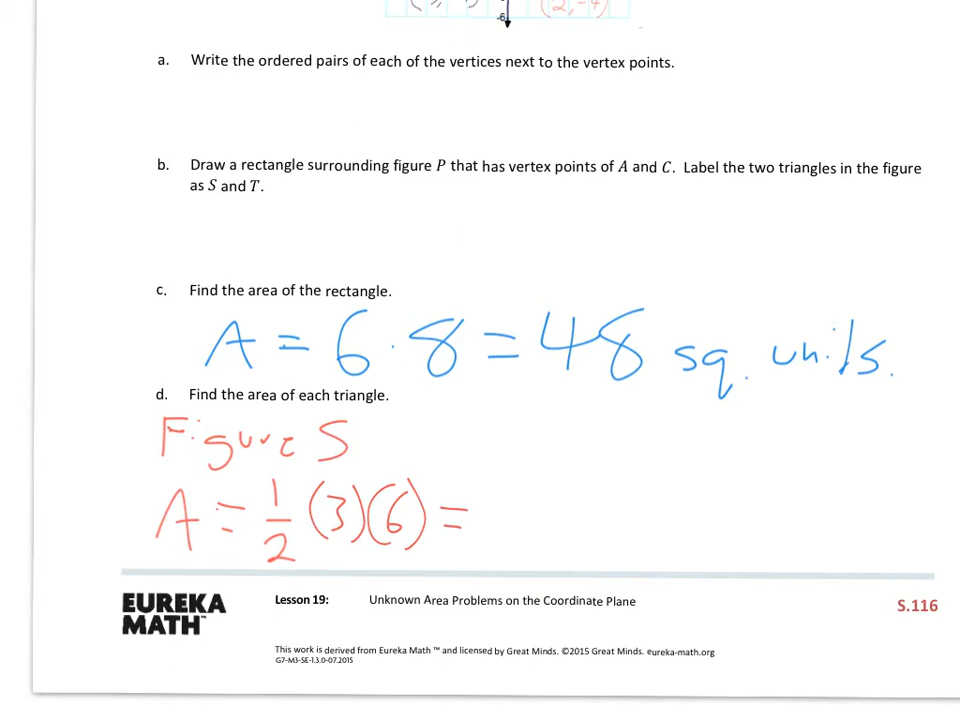 -6 (2,-4)
a. Write the ordered pairs of each of the vertices next to the vertex points.
b. Draw a rectangle surrounding figure P that has vertex points of A and C. Label the two triangles in the figure
as S and T.
c. Find the area of the rectangle.
A = 6 · 8 = 48 sq. units.
d. Find the area of each triangle.
Figure S
A = 1/2 (3)(6) =
EUREKA
MATH™
Lesson 19: Unknown Area Problems on the Coordinate Plane
S.116
This work is derived from Eureka Math ™ and licensed by Great Minds. ©2015 Great Minds. eureka-math.org
G7-M3-SE-1.3.0-07.2015